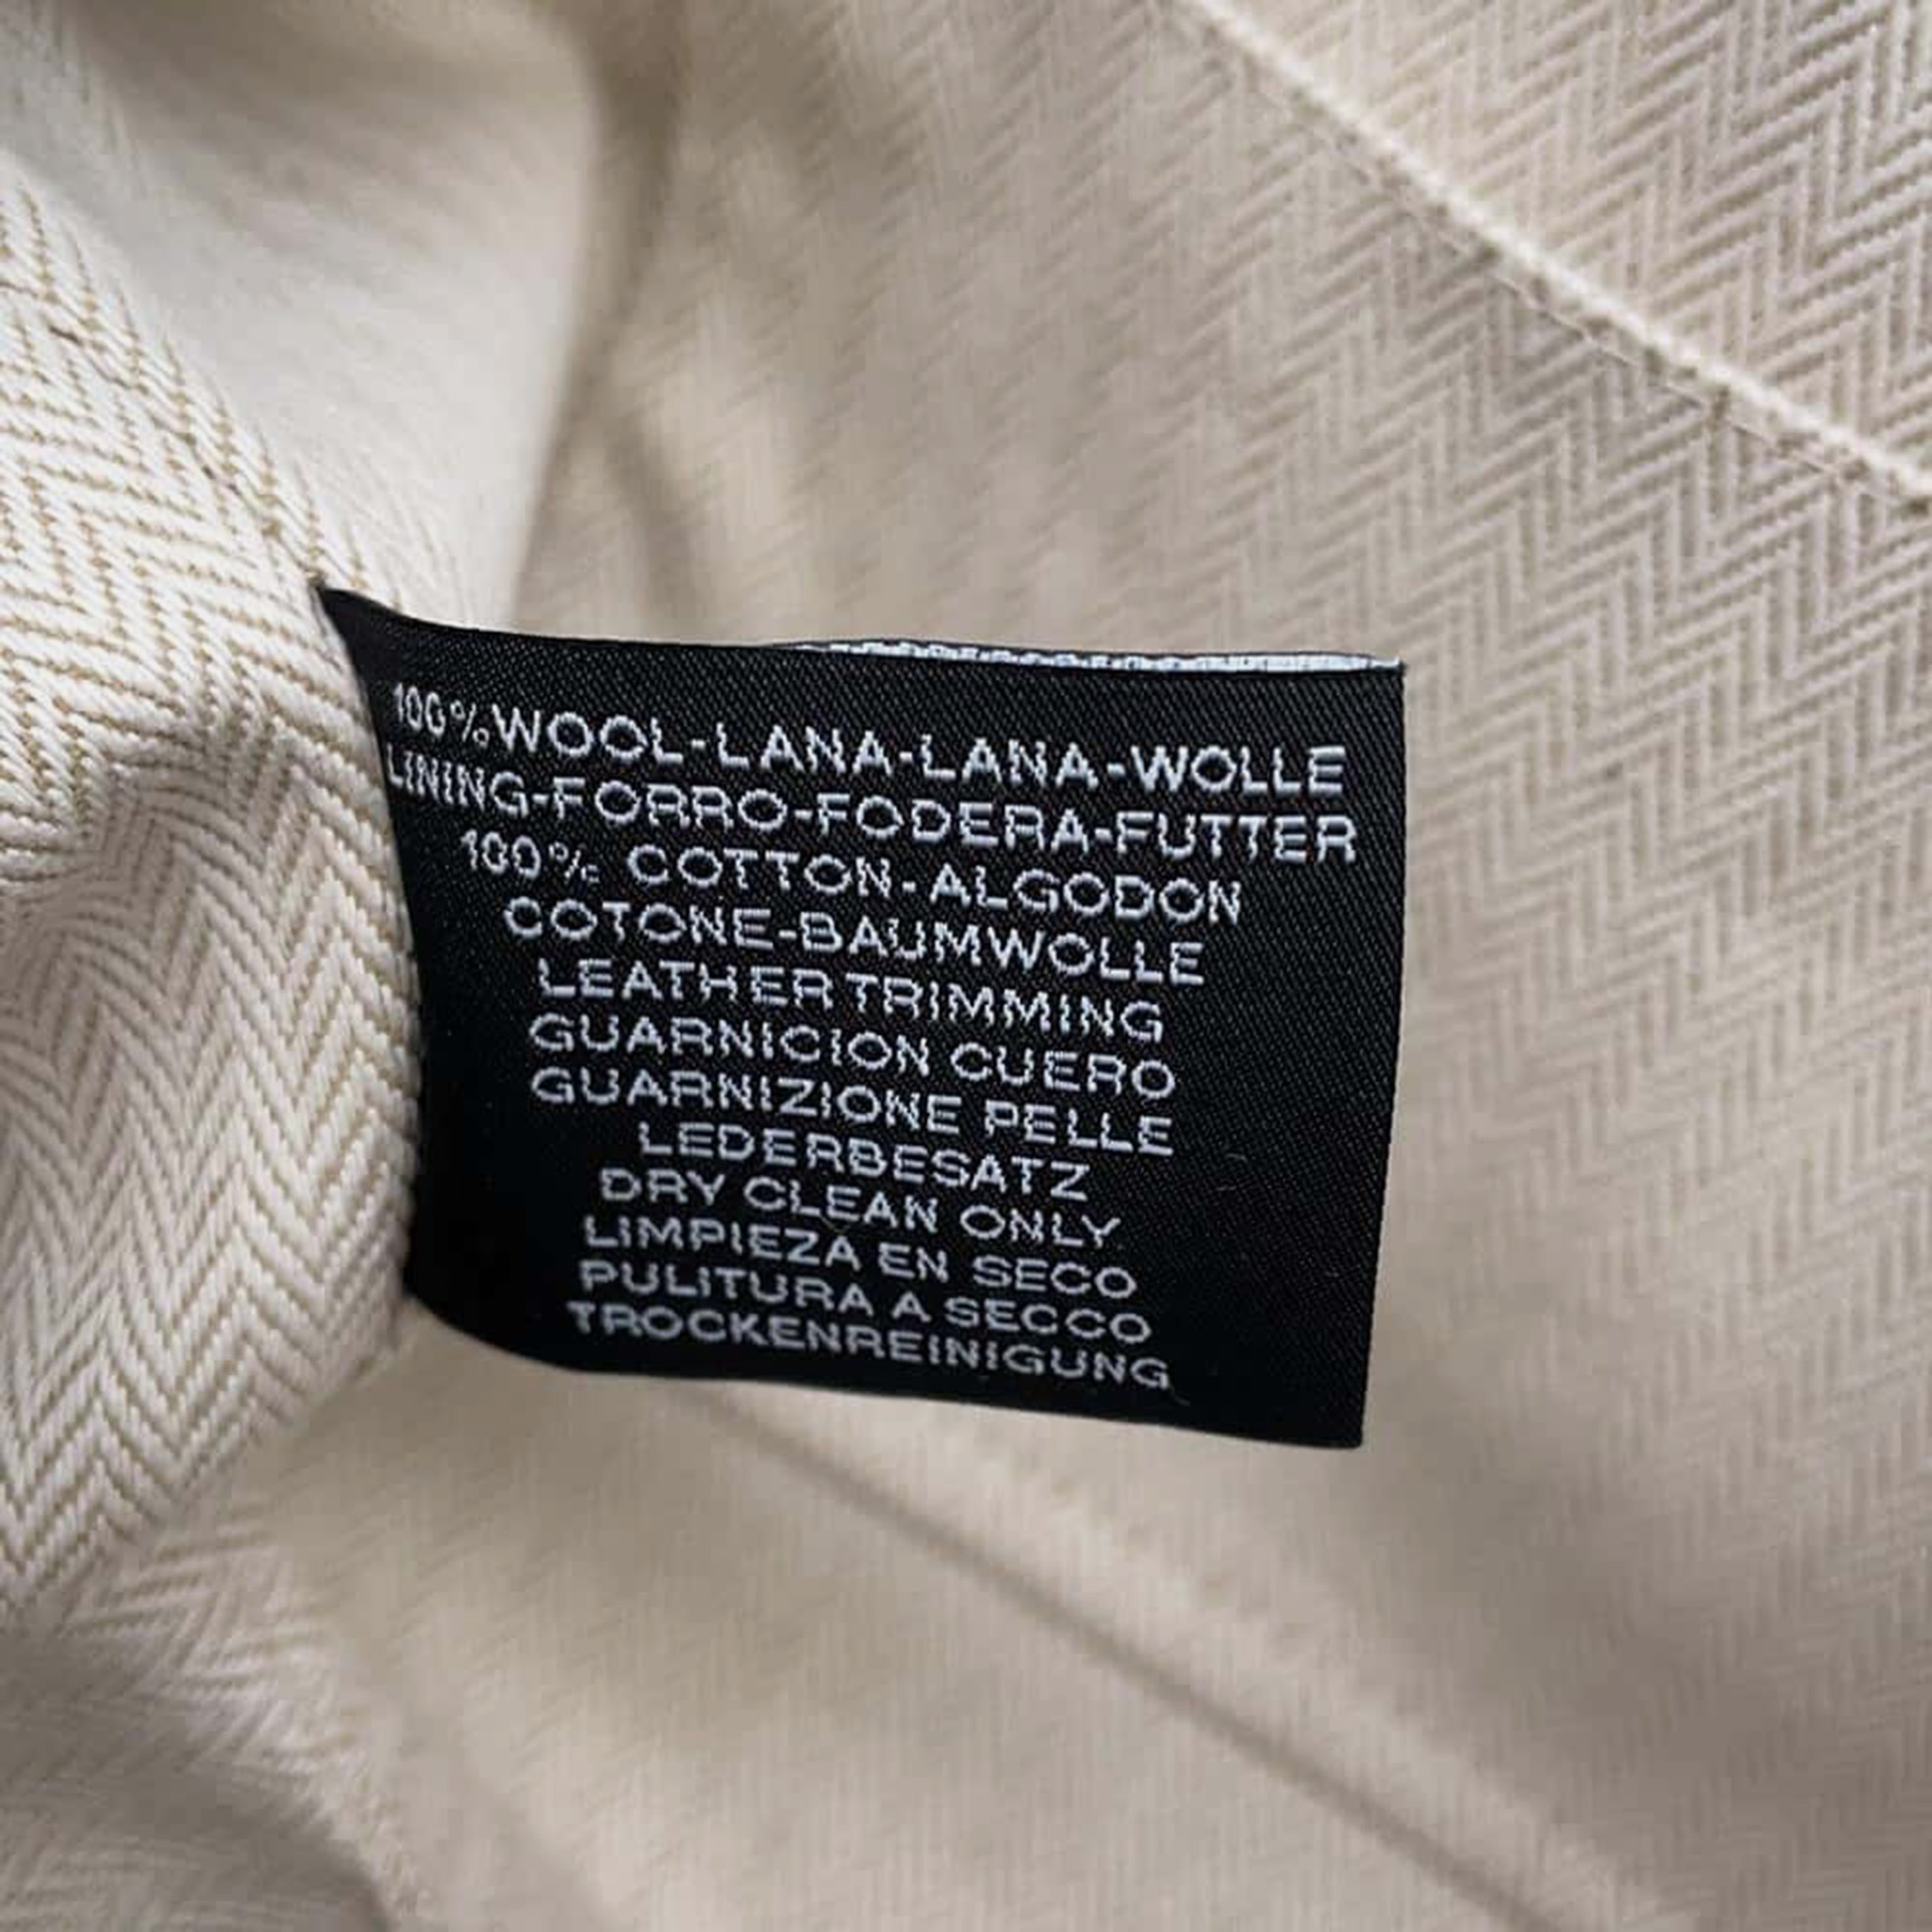 100%WOOL-LANA-LANA-WOLLE
LINING-FORRO-FODERA-FUTTER
100% COTTON-ALGODON
COTONE-BAUMWOLLE
LEATHER TRIMMING
GUARNICION CUERO
GUARNIZIONE PELLE
LEDERBESATZ
DRY CLEAN ONLY
LIMPIEZA EN SECO
PULITURA A SECCO
TROCKENREINIGUNG